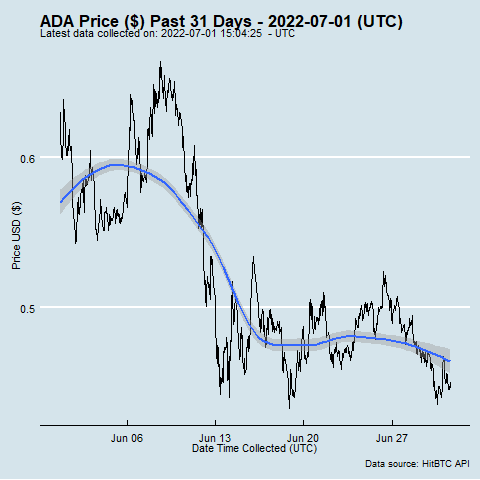 ADA Price ($) Past 31 Days - 2022-07-01 (UTC)
Latest data collected on: 2022-07-01 15:04:25 - UTC
Price USD ($)
0.6
0.5
Jun 06 Jun 13 Jun 20 Jun 27
Date Time Collected (UTC)
Data source: HitBTC API